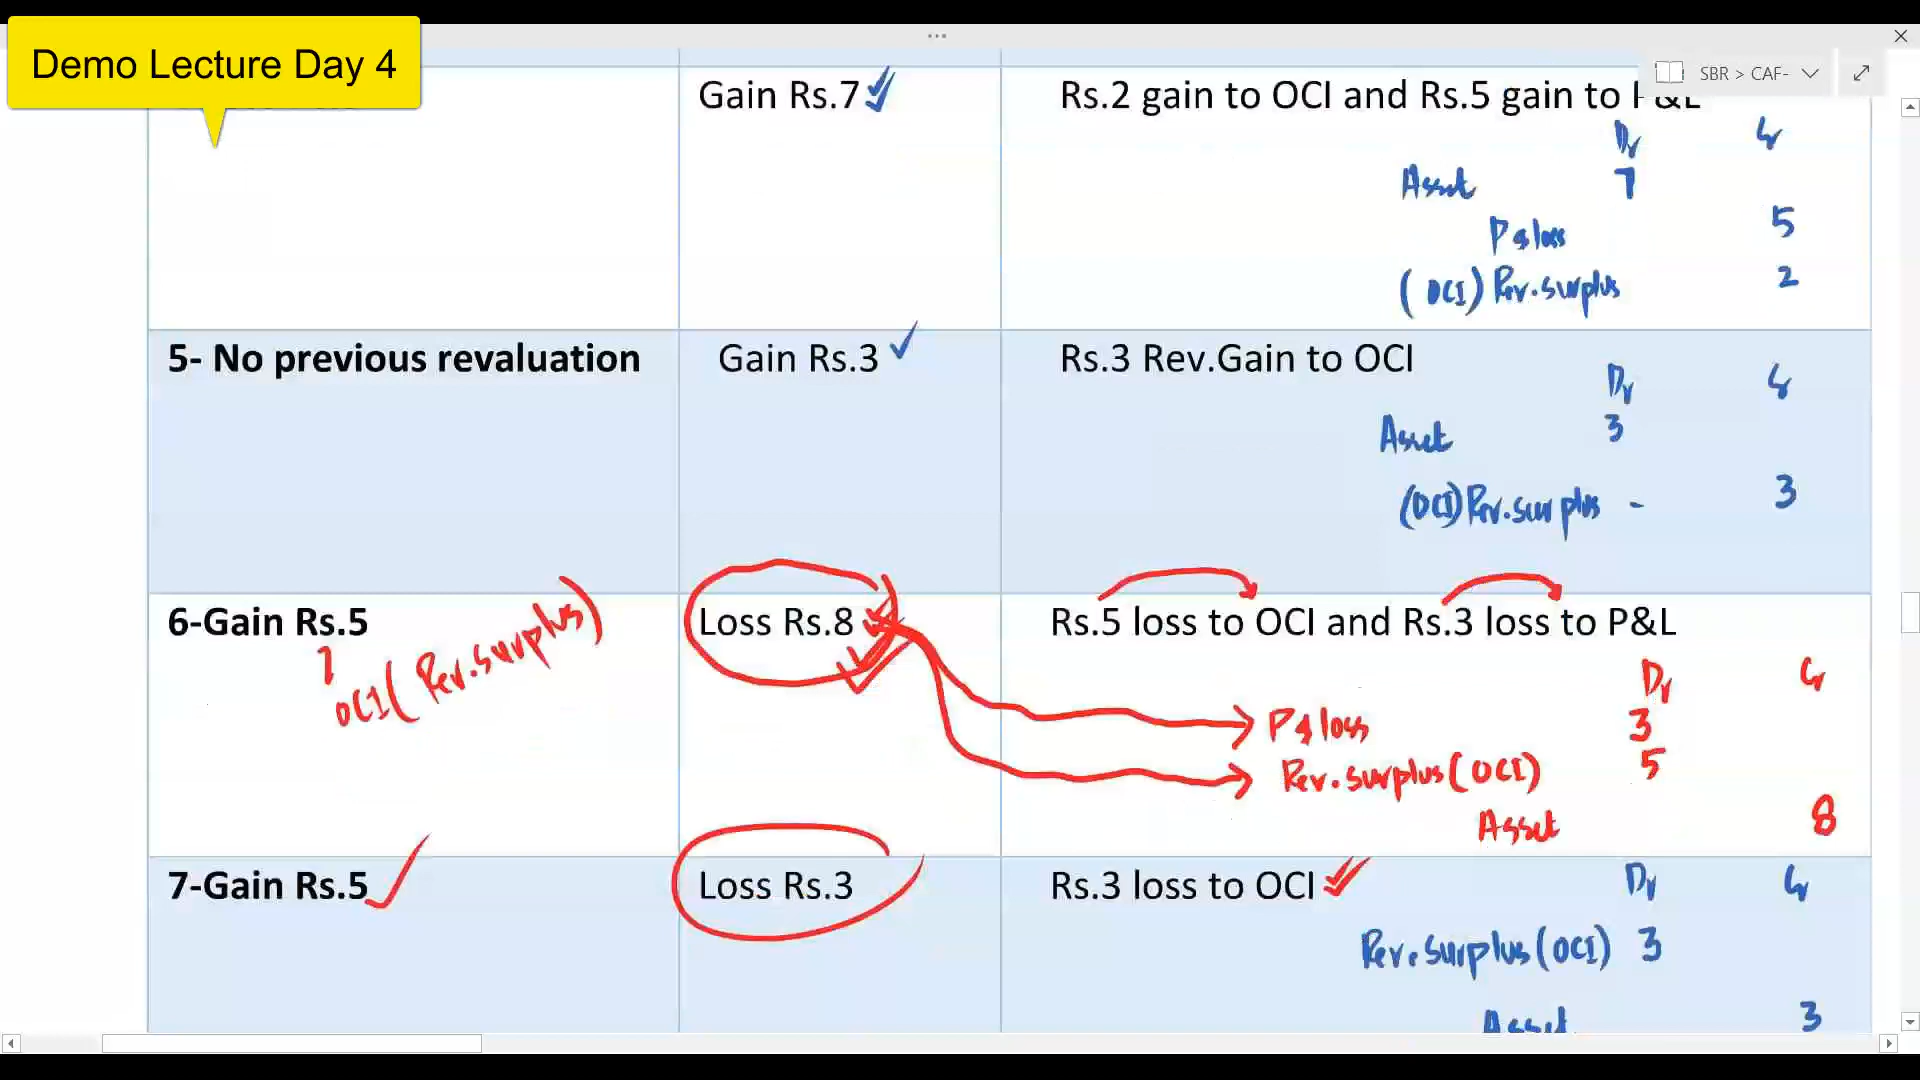 Demo Lecture Day 4
SBR > CAF-
Gain Rs.7
Rs.2 gain to OCI and Rs.5 gain to P&L
Dr Cr
Asset 7
P & loss 5
(OCI) Rev.surplus 2
5- No previous revaluation
Gain Rs.3
Rs.3 Rev.Gain to OCI
Dr Cr
Asset 3
(OCI) Rev.surplus - 3
6-Gain Rs.5
OCI (Rev.surplus)
Loss Rs.8
Rs.5 loss to OCI and Rs.3 loss to P&L
Dr Cr
P & loss 3
Rev.surplus (OCI) 5
Asset 8
7-Gain Rs.5
Loss Rs.3
Rs.3 loss to OCI
Dr Cr
Rev.surplus (OCI) 3
Asset 3